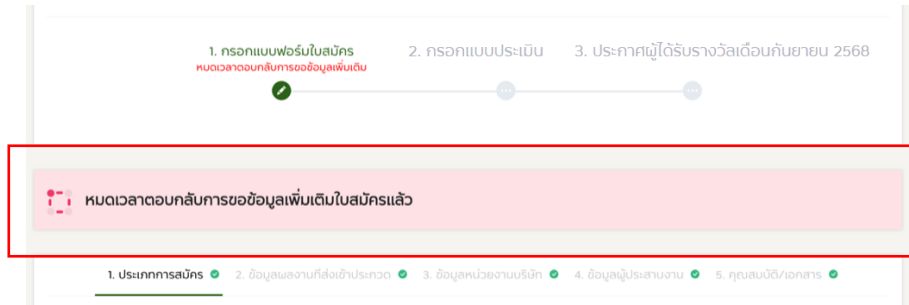 1. กรอกแบบฟอร์มใบสมัคร
หมดเวลาตอบกลับการขอข้อมูลเพิ่มเติม
2. กรอกแบบประเมิน
3. ประกาศผู้ได้รับรางวัลเดือนกันยายน 2568
หมดเวลาตอบกลับการขอข้อมูลเพิ่มเติมใบสมัครแล้ว
1. ประเภทการสมัคร 2. ข้อมูลผลงานที่ส่งเข้าประกวด 3. ข้อมูลหน่วยงานบริษัท 4. ข้อมูลผู้ประสานงาน 5. คุณสมบัติ/เอกสาร